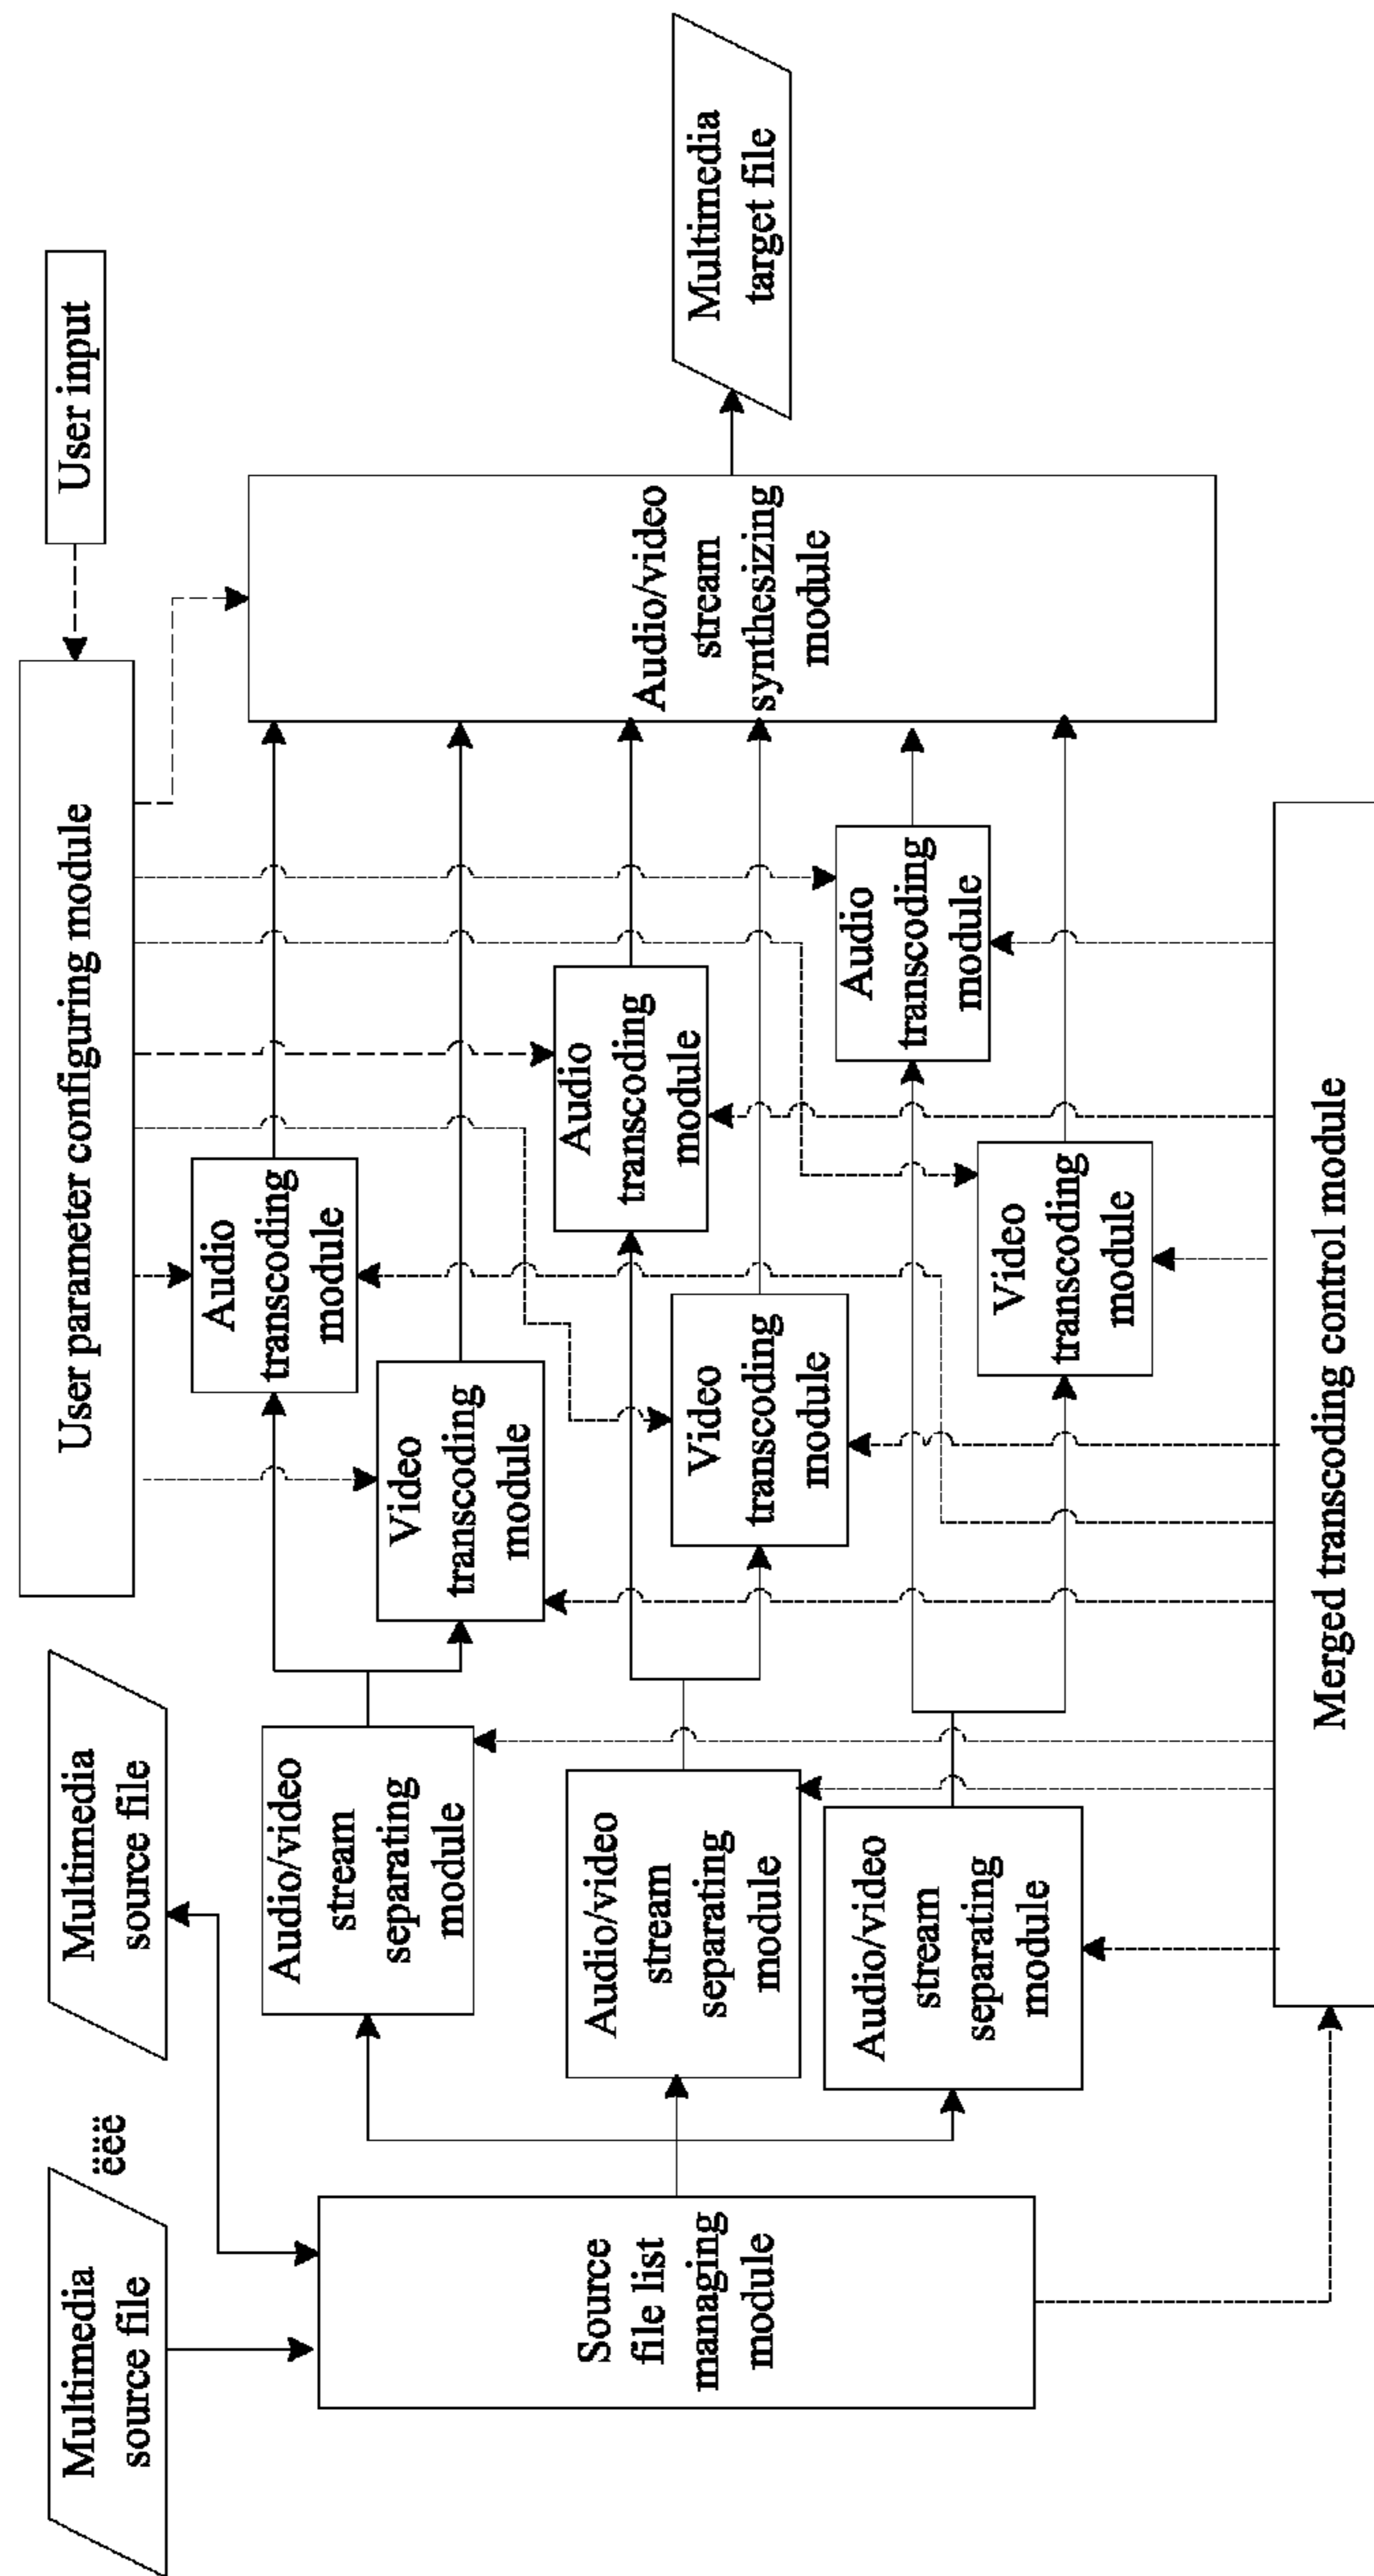 Multimedia
source file
ëëë
Multimedia
source file
User parameter configuring module
User input
Source
file list
managing
module
Audio/video
stream
separating
module
Audio/video
stream
separating
module
Audio/video
stream
separating
module
Audio
transcoding
module
Video
transcoding
module
Audio
transcoding
module
Video
transcoding
module
Audio
transcoding
module
Video
transcoding
module
Audio/video
stream
synthesizing
module
Multimedia
target file
Merged transcoding control module